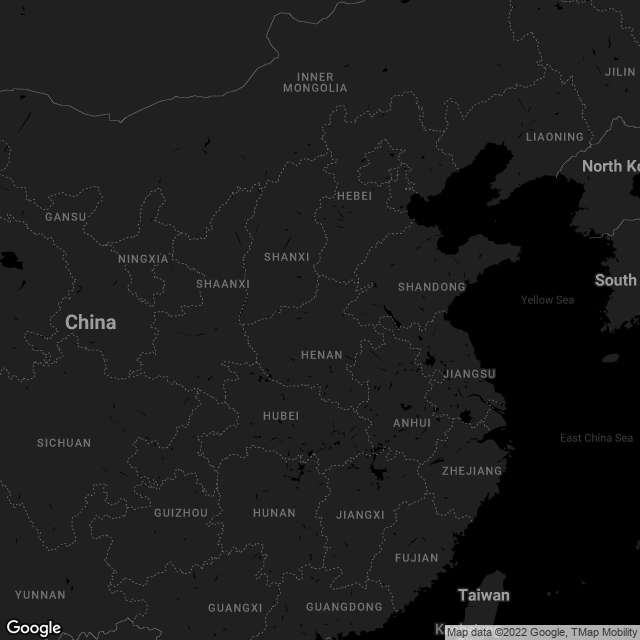 JILIN
INNER
MONGOLIA
LIAONING
North Ko
HEBEI
GANSU
SHANXI
NINGXIA
SHAANXI
SHANDONG
South
Yellow Sea
China
HENAN
JIANGSU
HUBEI
ANHUI
East China Sea
SICHUAN
ZHEJIANG
GUIZHOU
HUNAN
JIANGXI
FUJIAN
YUNNAN
Taiwan
GUANGXI
GUANGDONG
Google
Map data ©2022 Google, TMap Mobility